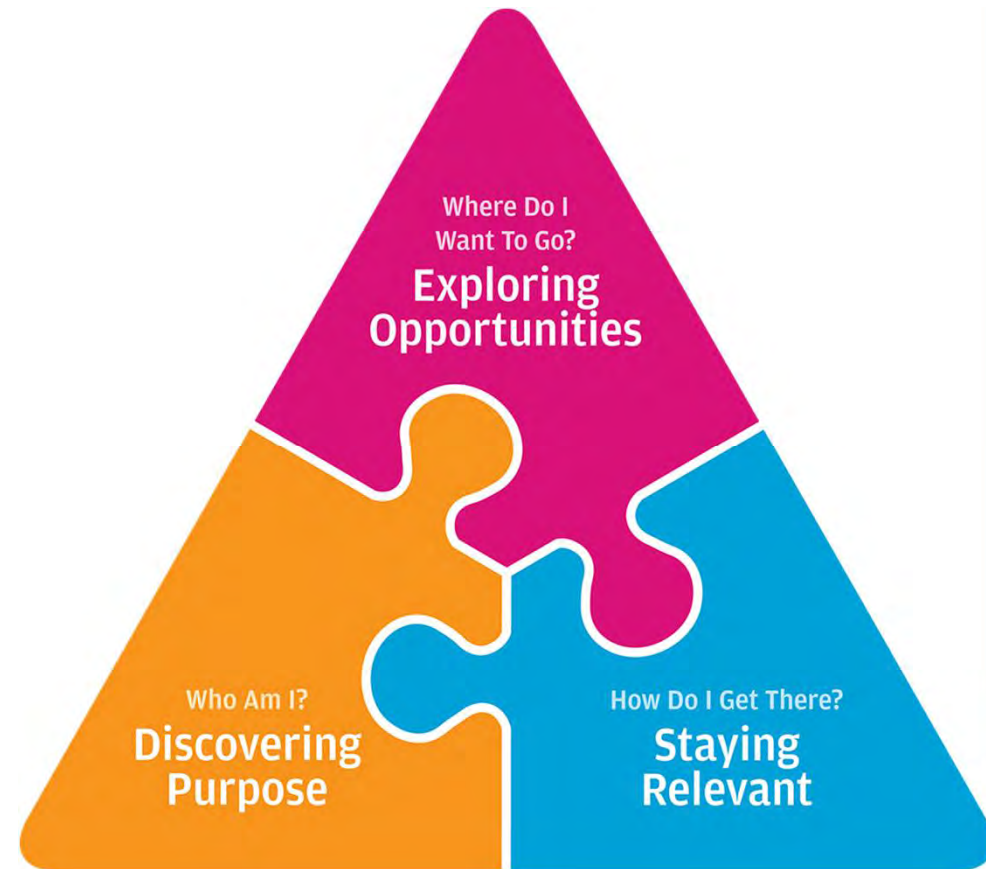 Where Do I
Want To Go?
Exploring
Opportunities
Who Am I?
Discovering
Purpose
How Do I Get There?
Staying
Relevant